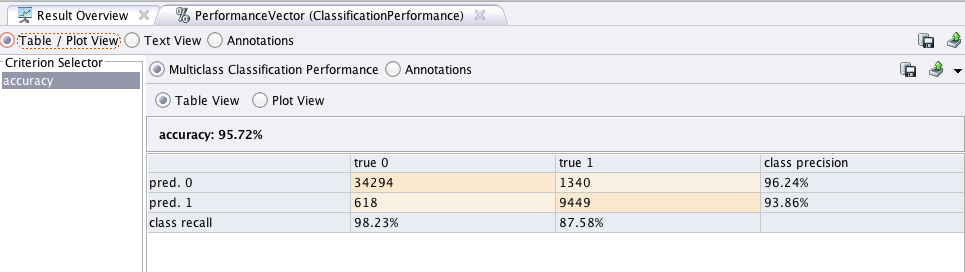 Result Overview PerformanceVector (ClassificationPerformance)
Table / Plot View Text View Annotations
Criterion Selector
accuracy
Multiclass Classification Performance Annotations
Table View Plot View
accuracy: 95.72%
true 0 true 1 class precision
pred. 0 34294 1340 96.24%
pred. 1 618 9449 93.86%
class recall 98.23% 87.58%